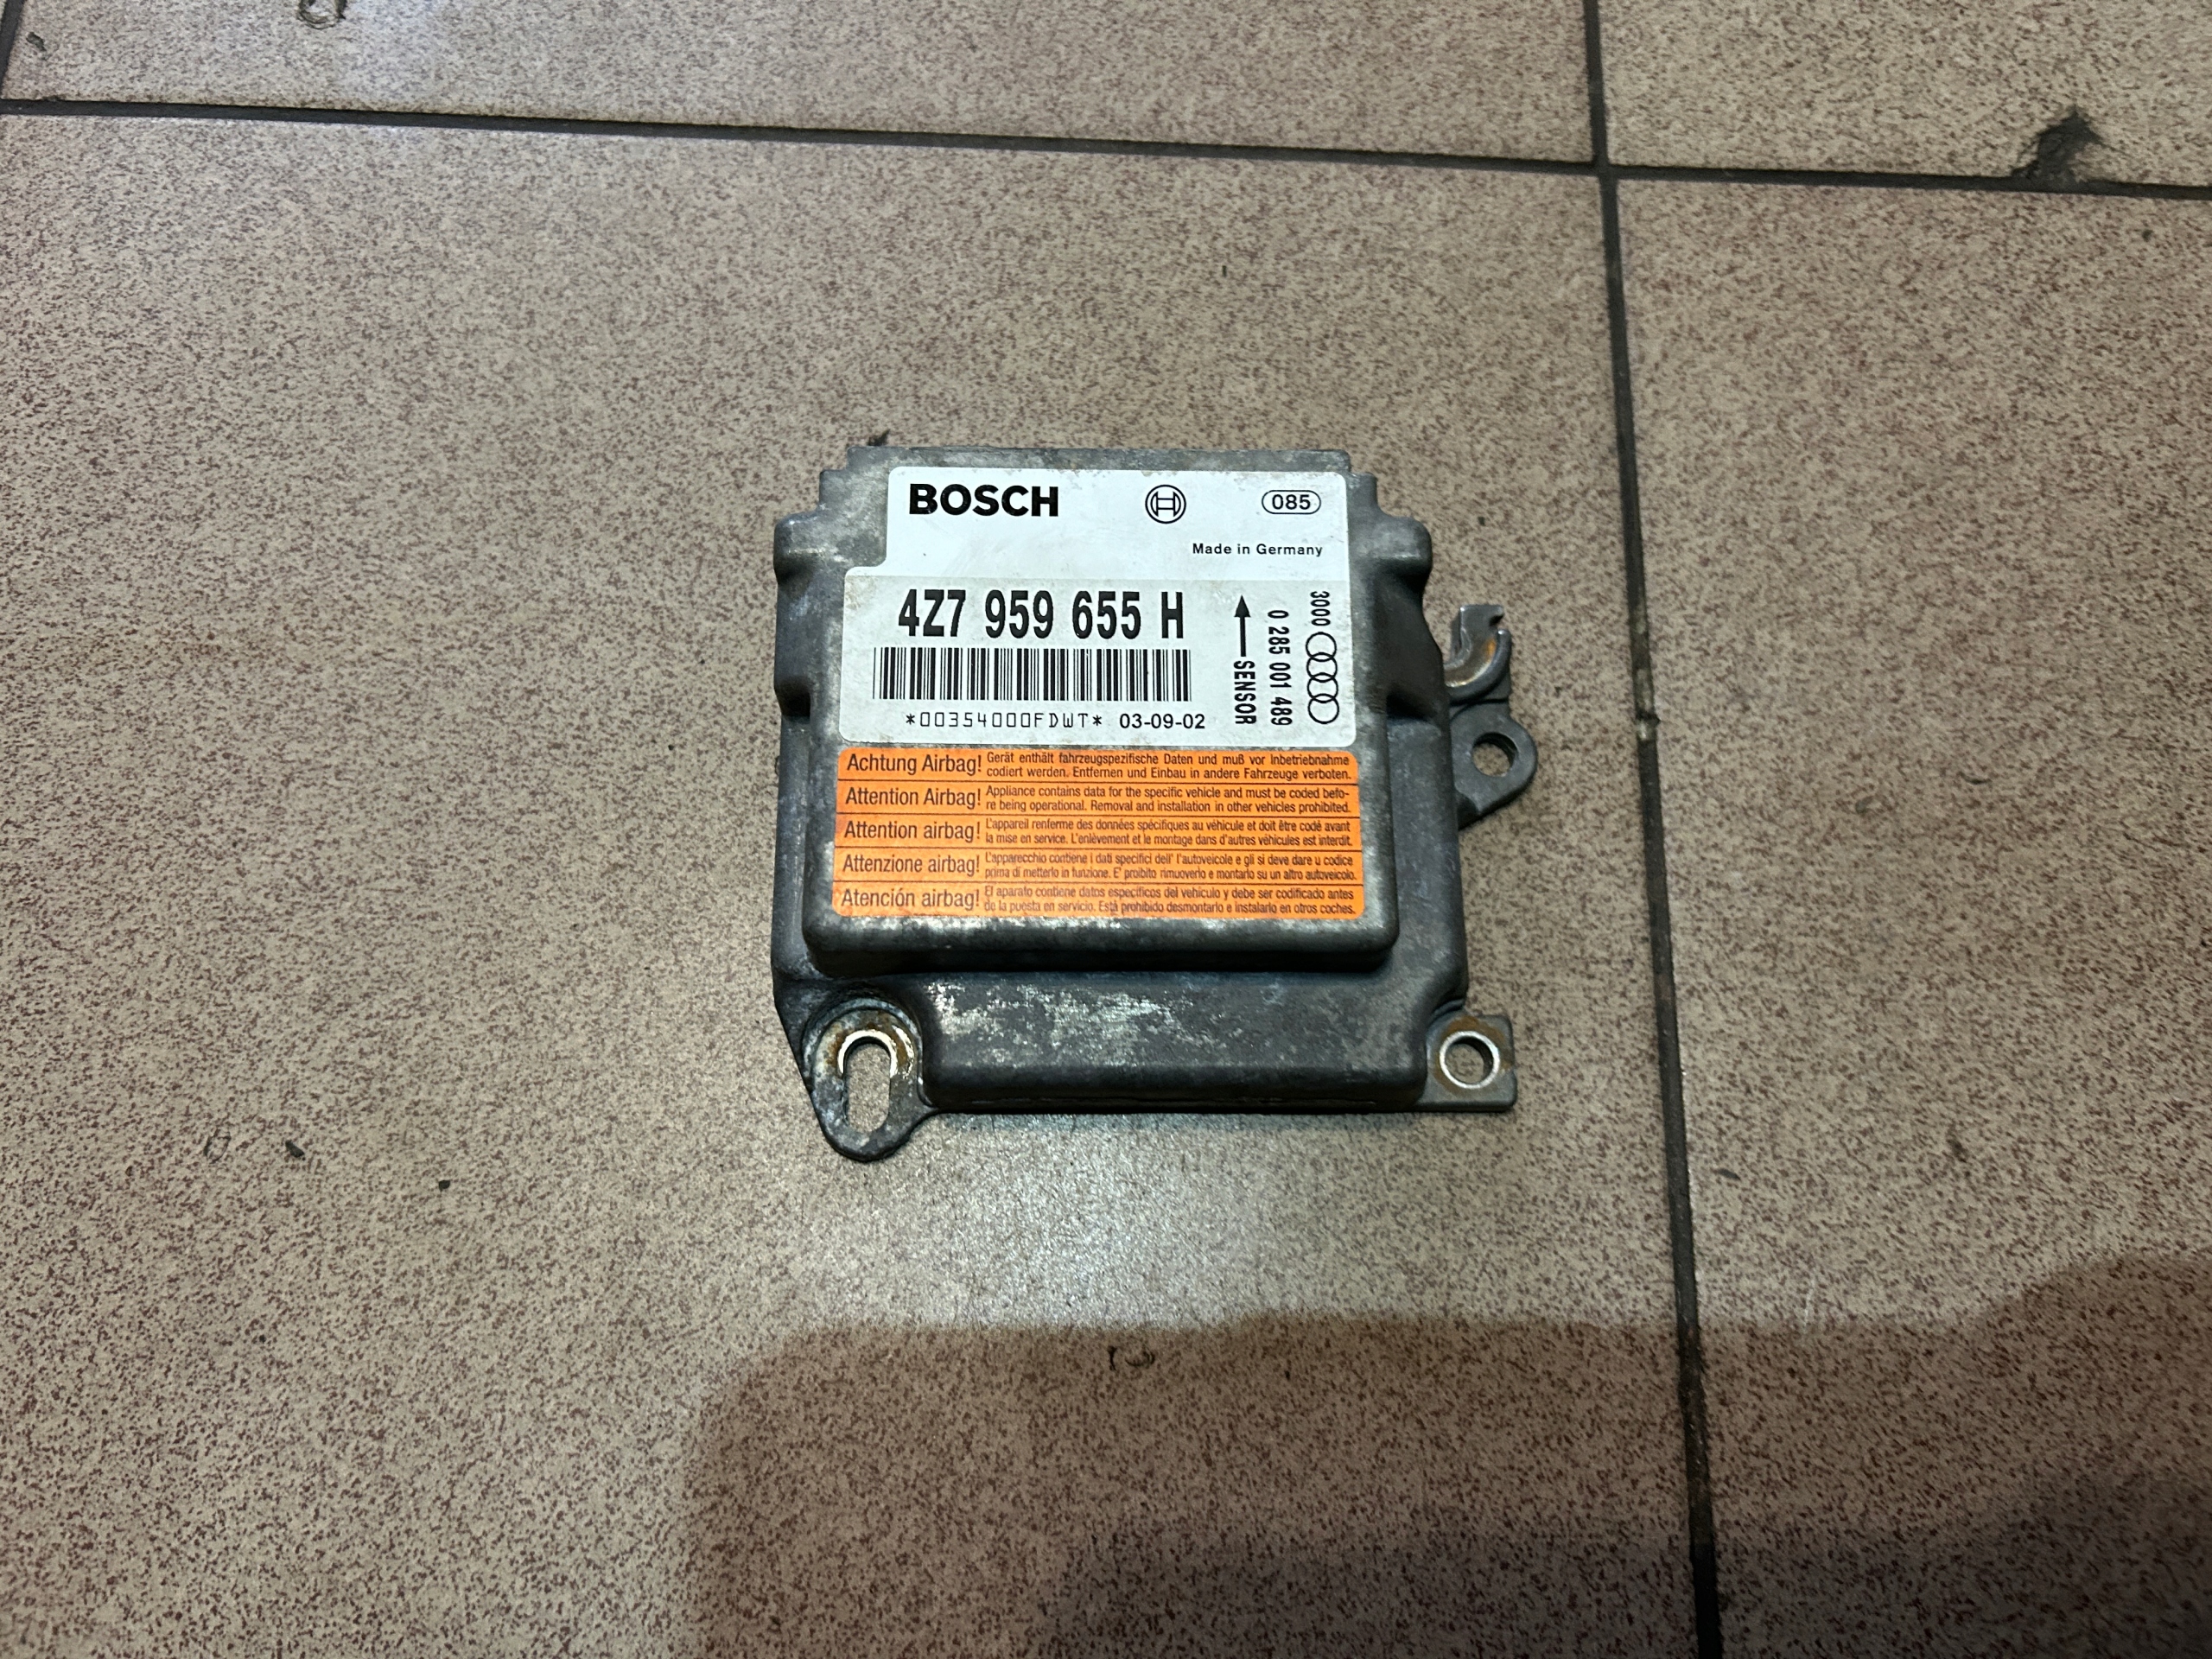 BOSCH
085
Made in Germany
4Z7 959 655 H
*00354000FDWT* 03-09-02
SENSOR
0 285 001 489
3000
Achtung Airbag! Gerät enthält fahrzeugspezifische Daten und muß vor Inbetriebnahme
codiert werden. Entfernen und Einbau in andere Fahrzeuge verboten.
Attention Airbag! Appliance contains data for the specific vehicle and must be coded befo-
re being operational. Removal and installation in other vehicles prohibited.
Attention airbag! L'appareil renferme des données spécifiques au véhicule et doit être codé avant
la mise en service. L'enlèvement et le montage dans d'autres véhicules est interdit.
Attenzione airbag! L'apparecchio contiene i dati specifici dell' l'autoveicole e gli si deve dare u codice
prima di metterlo in funzione. E' proibito rimuoverlo e montarlo su un altro autoveicolo.
Atención airbag! El aparato contiene datos específicos del vehículo y debe ser codificado antes
de la puesta en servicio. Está prohibido desmontarlo e instalarlo en otros coches.